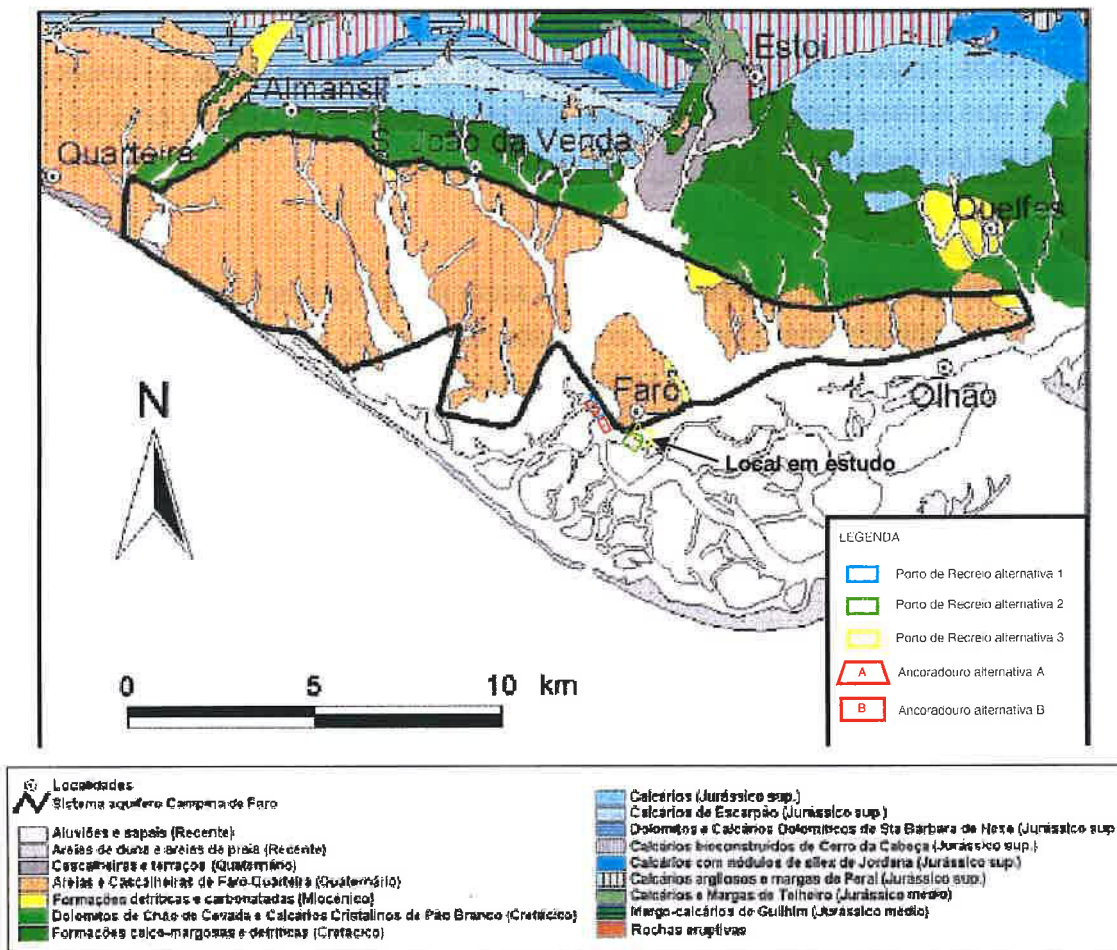 Estoi
Almansil
Quarteira
S. João da Venda
Quelfes
Faro
Olhão
N
Local em estudo
0 5 10 km
LEGENDA
Porto de Recreio alternativa 1
Porto de Recreio alternativa 2
Porto de Recreio alternativa 3
A Ancoradouro alternativa A
B Ancoradouro alternativa B
Localidades
Sistema aquífero Campina de Faro
Aluviões e sapais (Recente)
Areias de duna e areias de praia (Recente)
Cascalheiras e terraços (Quaternário)
Areias e Cascalheiras de Faro-Quarteira (Quaternário)
Formações detríticas e carbonatadas (Miocénico)
Dolomitos de Chão de Cevada e Calcários Cristalinos de Pão Branco (Cretácico)
Formações calco-margosas e detríticas (Cretácico)
Calcários (Jurássico sup.)
Calcários de Escarpão (Jurássico sup.)
Dolomitos e Calcários Dolomíticos de Sta Bárbara de Nexe (Jurássico sup
Calcários bioconstruídos de Cerro da Cabeça (Jurássico sup.)
Calcários com nódulos de sílex de Jordana (Jurássico sup.)
Calcários argilosos e margas de Peral (Jurássico sup.)
Calcários e Margas de Telheiro (Jurássico médio)
Margo-calcários de Guilhim (Jurássico médio)
Rochas eruptivas